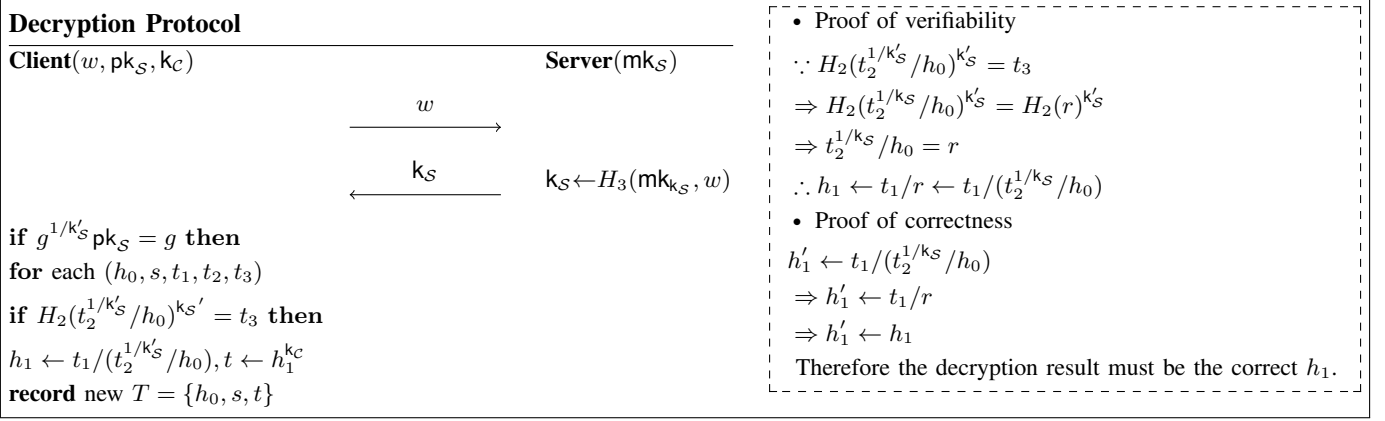 Decryption Protocol
Client(w, pk_𝒮, k_𝒞) Server(mk_𝒮)
w
k_𝒮 k_𝒮←H_3(mk_{k_𝒮}, w)
if g^{1/k'_𝒮} pk_𝒮 = g then
for each (h_0, s, t_1, t_2, t_3)
if H_2(t_2^{1/k'_𝒮}/h_0)^{k_𝒮'} = t_3 then
h_1 ← t_1/(t_2^{1/k'_𝒮}/h_0), t ← h_1^{k_𝒞}
record new T = {h_0, s, t}
• Proof of verifiability
∵ H_2(t_2^{1/k'_𝒮}/h_0)^{k'_𝒮} = t_3
⇒ H_2(t_2^{1/k_𝒮}/h_0)^{k'_𝒮} = H_2(r)^{k'_𝒮}
⇒ t_2^{1/k_𝒮}/h_0 = r
∴ h_1 ← t_1/r ← t_1/(t_2^{1/k_𝒮}/h_0)
• Proof of correctness
h'_1 ← t_1/(t_2^{1/k_𝒮}/h_0)
⇒ h'_1 ← t_1/r
⇒ h'_1 ← h_1
Therefore the decryption result must be the correct h_1.